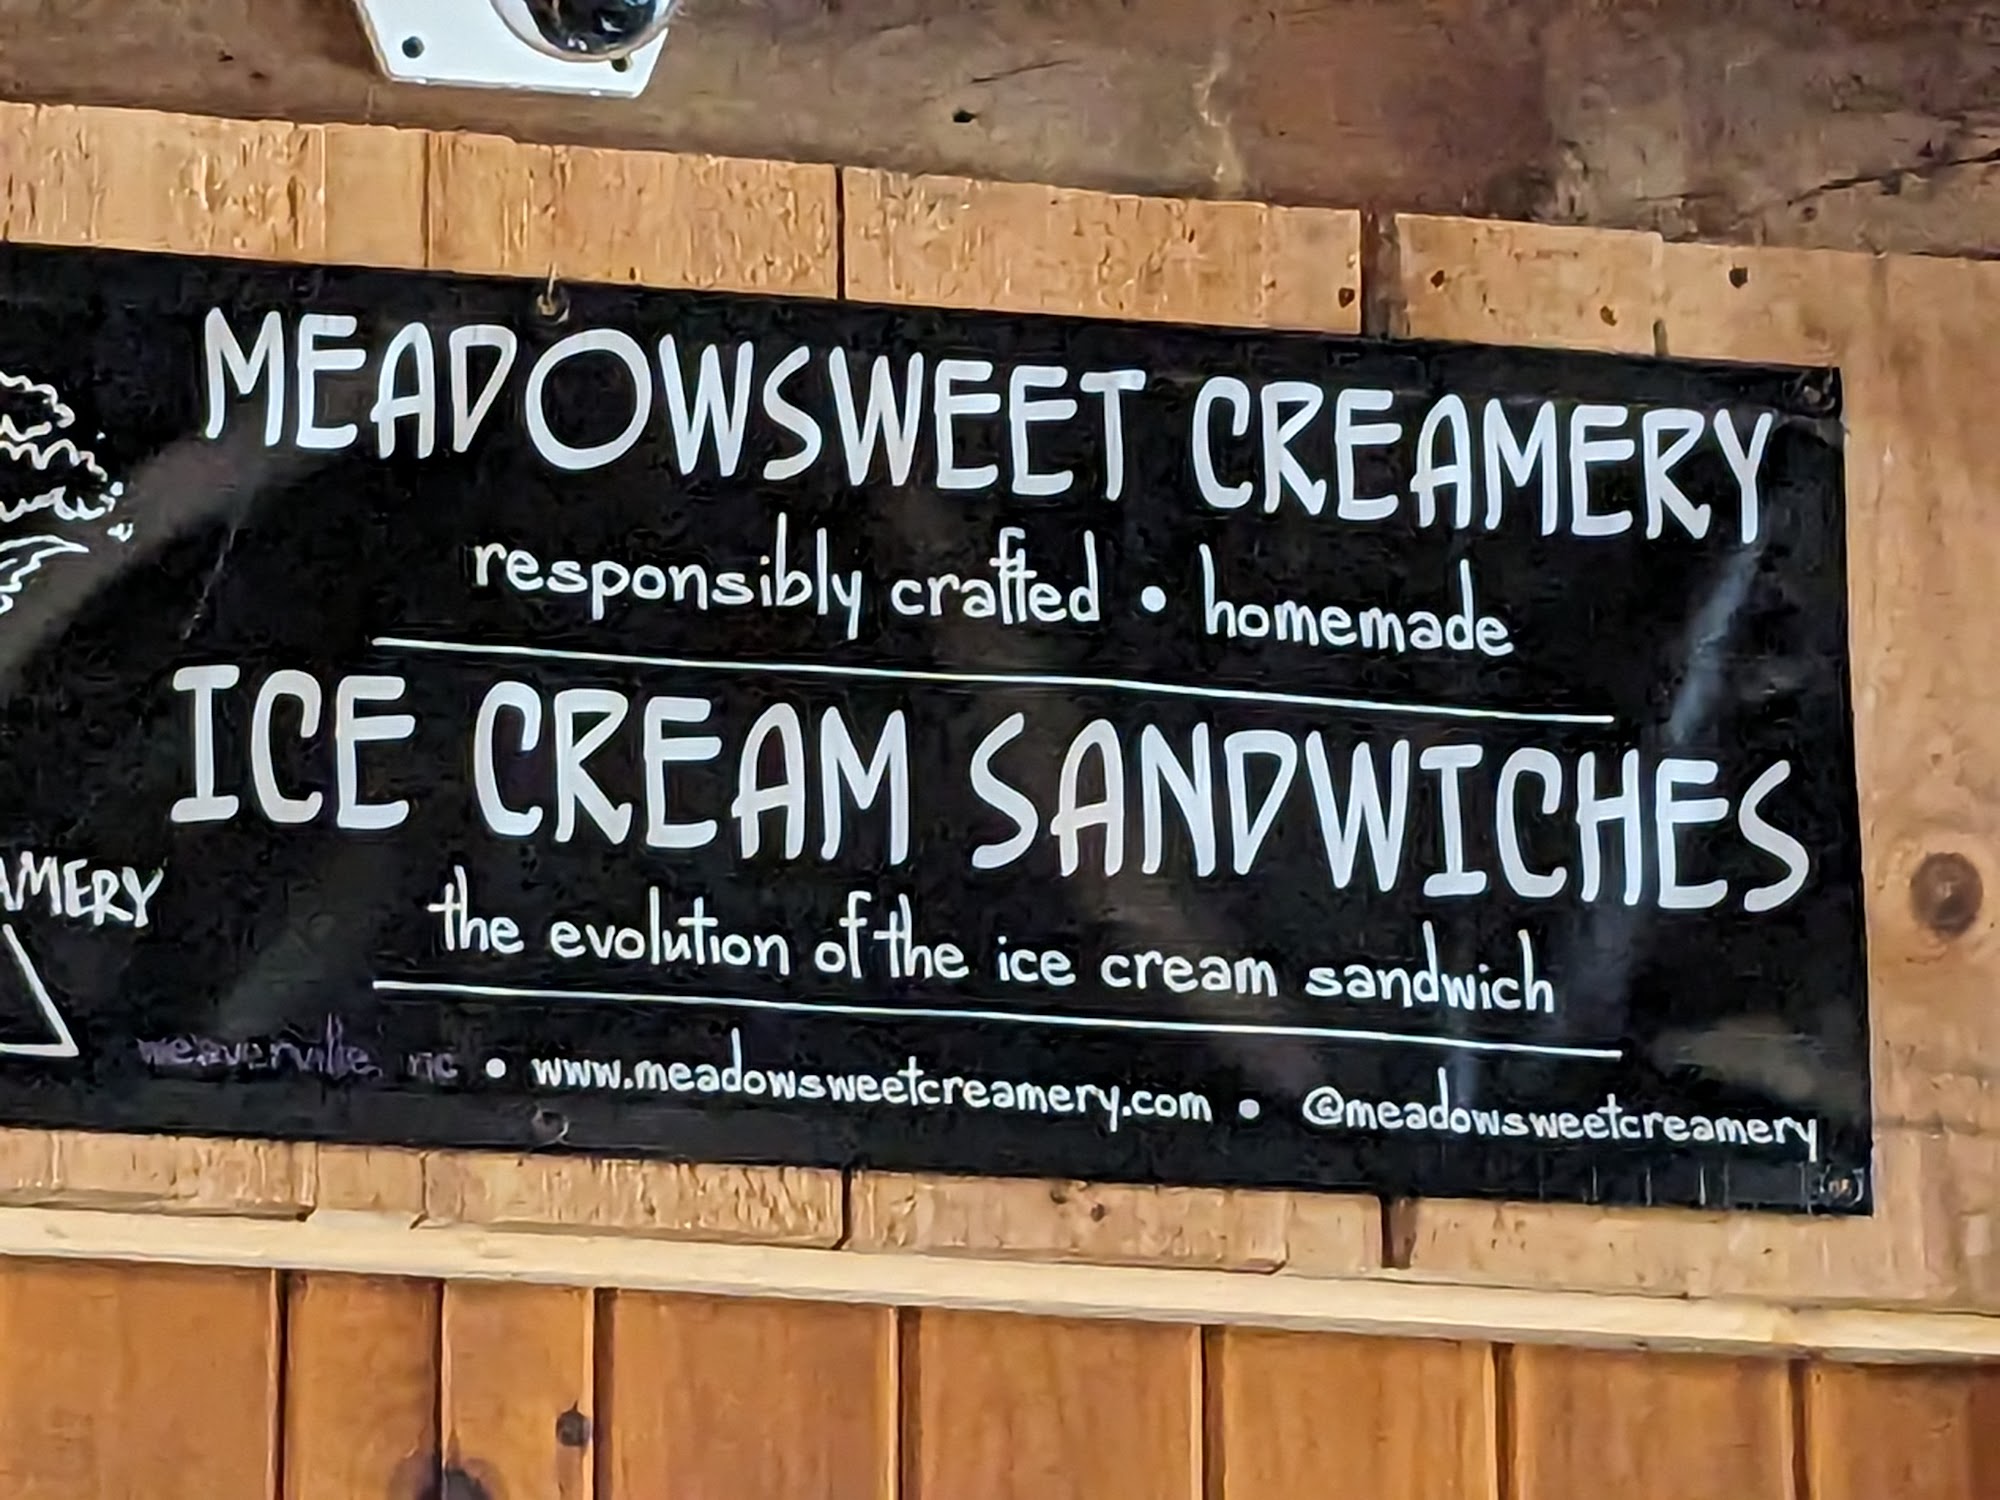 MEADOWSWEET CREAMERY
responsibly crafted • homemade
ICE CREAM SANDWICHES
the evolution of the ice cream sandwich
AMERY
weaverville, nc • www.meadowsweetcreamery.com • @meadowsweetcreamery